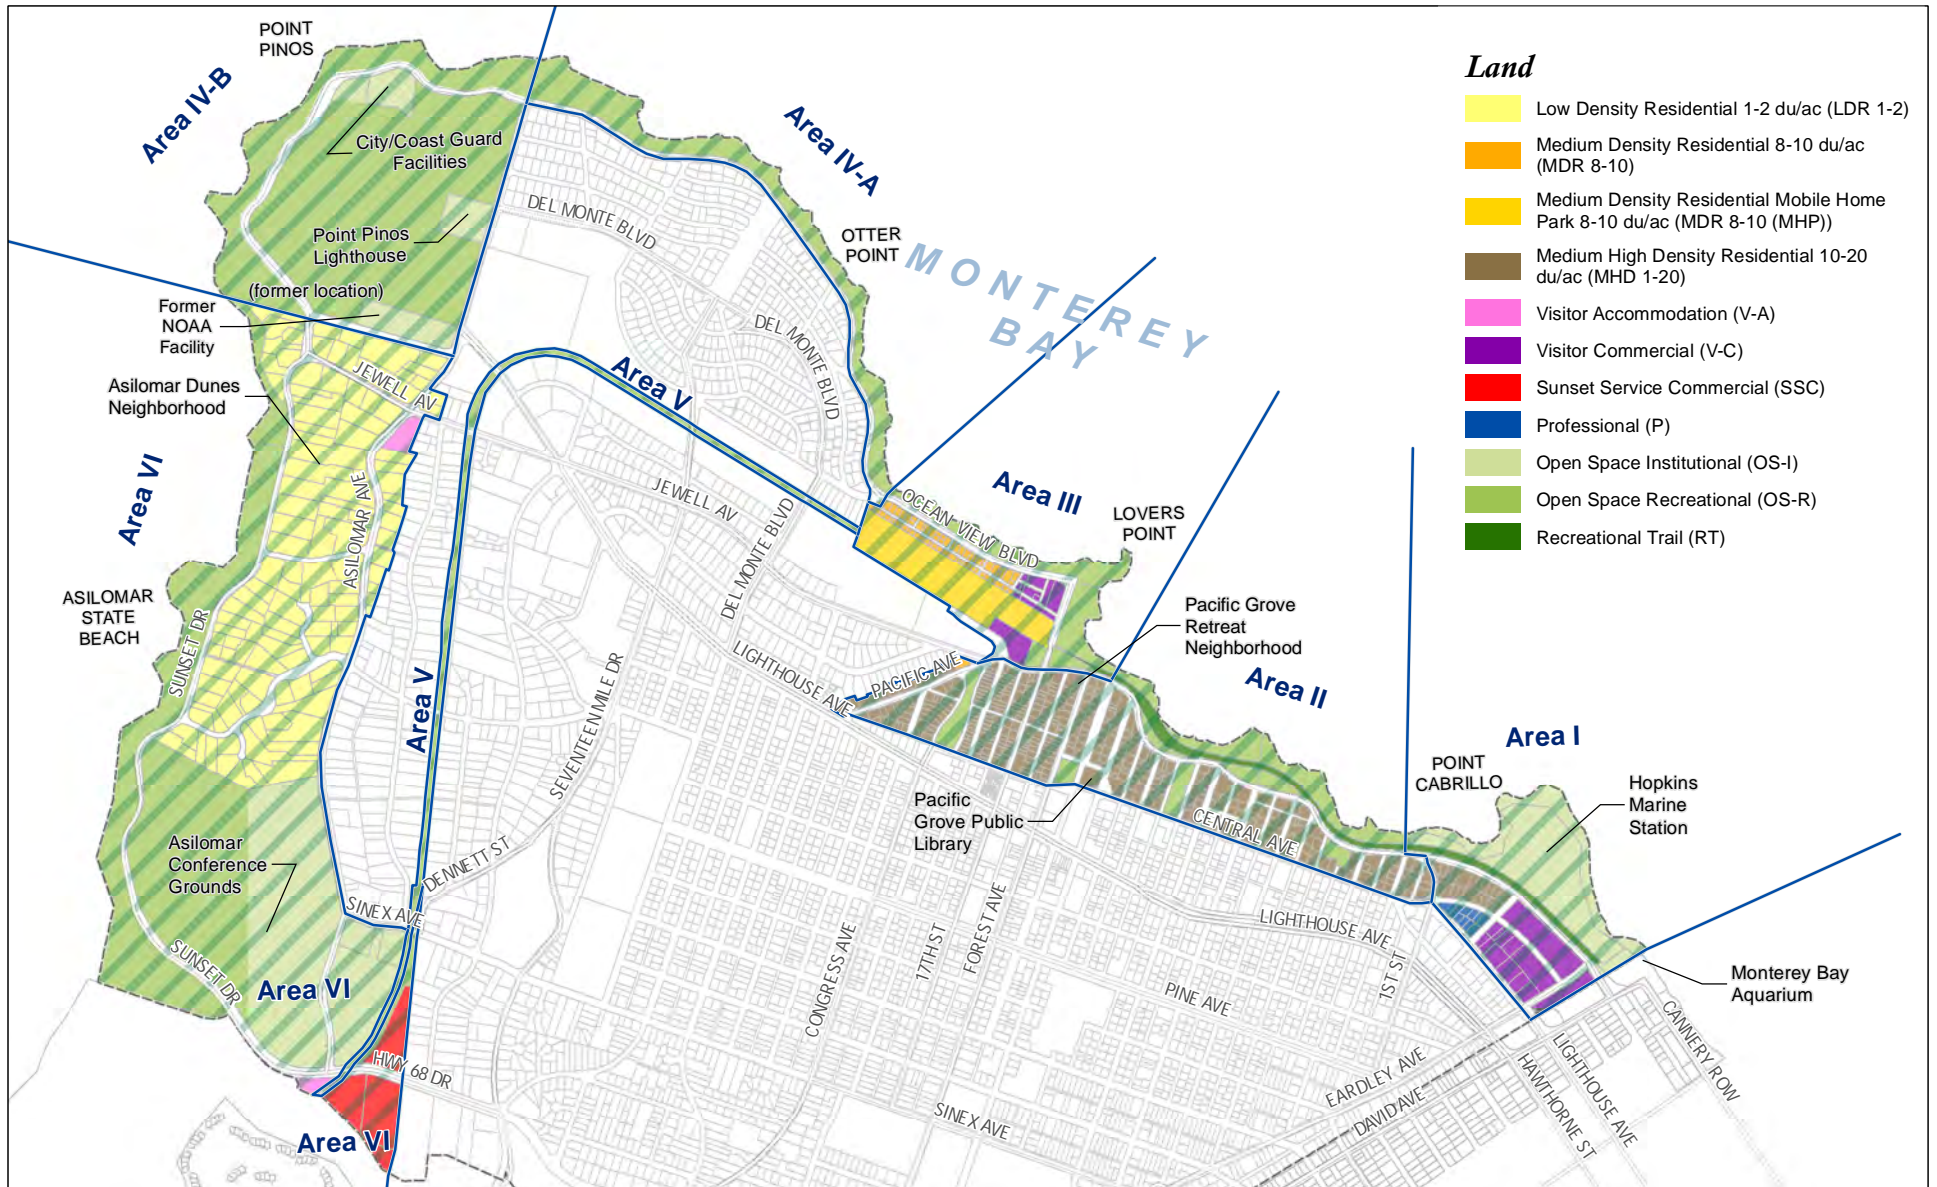 POINT
PINOS
Area IV-B
City/Coast Guard
Facilities
Area IV-A
DEL MONTE BLVD
Point Pinos
Lighthouse
OTTER
POINT
MONTEREY
BAY
(former location)
Former
NOAA
Facility
DEL MONTE BLVD
Area V
JEWELL AV
Asilomar Dunes
Neighborhood
Area VI
ASILOMAR AVE
JEWELL AV
DEL MONTE BLVD
OCEAN VIEW BLVD
Area III
LOVERS
POINT
ASILOMAR
STATE
BEACH
SUNSET DR
Area V
SEVENTEEN MILE DR
LIGHTHOUSE AVE
PACIFIC AVE
Pacific Grove
Retreat
Neighborhood
Area II
Area I
POINT
CABRILLO
Hopkins
Marine
Station
Pacific
Grove Public
Library
CENTRAL AVE
Asilomar
Conference
Grounds
DENNETT ST
SINEX AVE
SUNSET DR
Area VI
CONGRESS AVE
17TH ST
FOREST AVE
LIGHTHOUSE AVE
1ST ST
PINE AVE
Monterey Bay
Aquarium
HWY 68 DR
Area VI
SINEX AVE
EARDLEY AVE
DAVID AVE
HAWTHORNE ST
LIGHTHOUSE AVE
CANNERY ROW
Land
Low Density Residential 1-2 du/ac (LDR 1-2)
Medium Density Residential 8-10 du/ac
(MDR 8-10)
Medium Density Residential Mobile Home
Park 8-10 du/ac (MDR 8-10 (MHP))
Medium High Density Residential 10-20
du/ac (MHD 1-20)
Visitor Accommodation (V-A)
Visitor Commercial (V-C)
Sunset Service Commercial (SSC)
Professional (P)
Open Space Institutional (OS-I)
Open Space Recreational (OS-R)
Recreational Trail (RT)